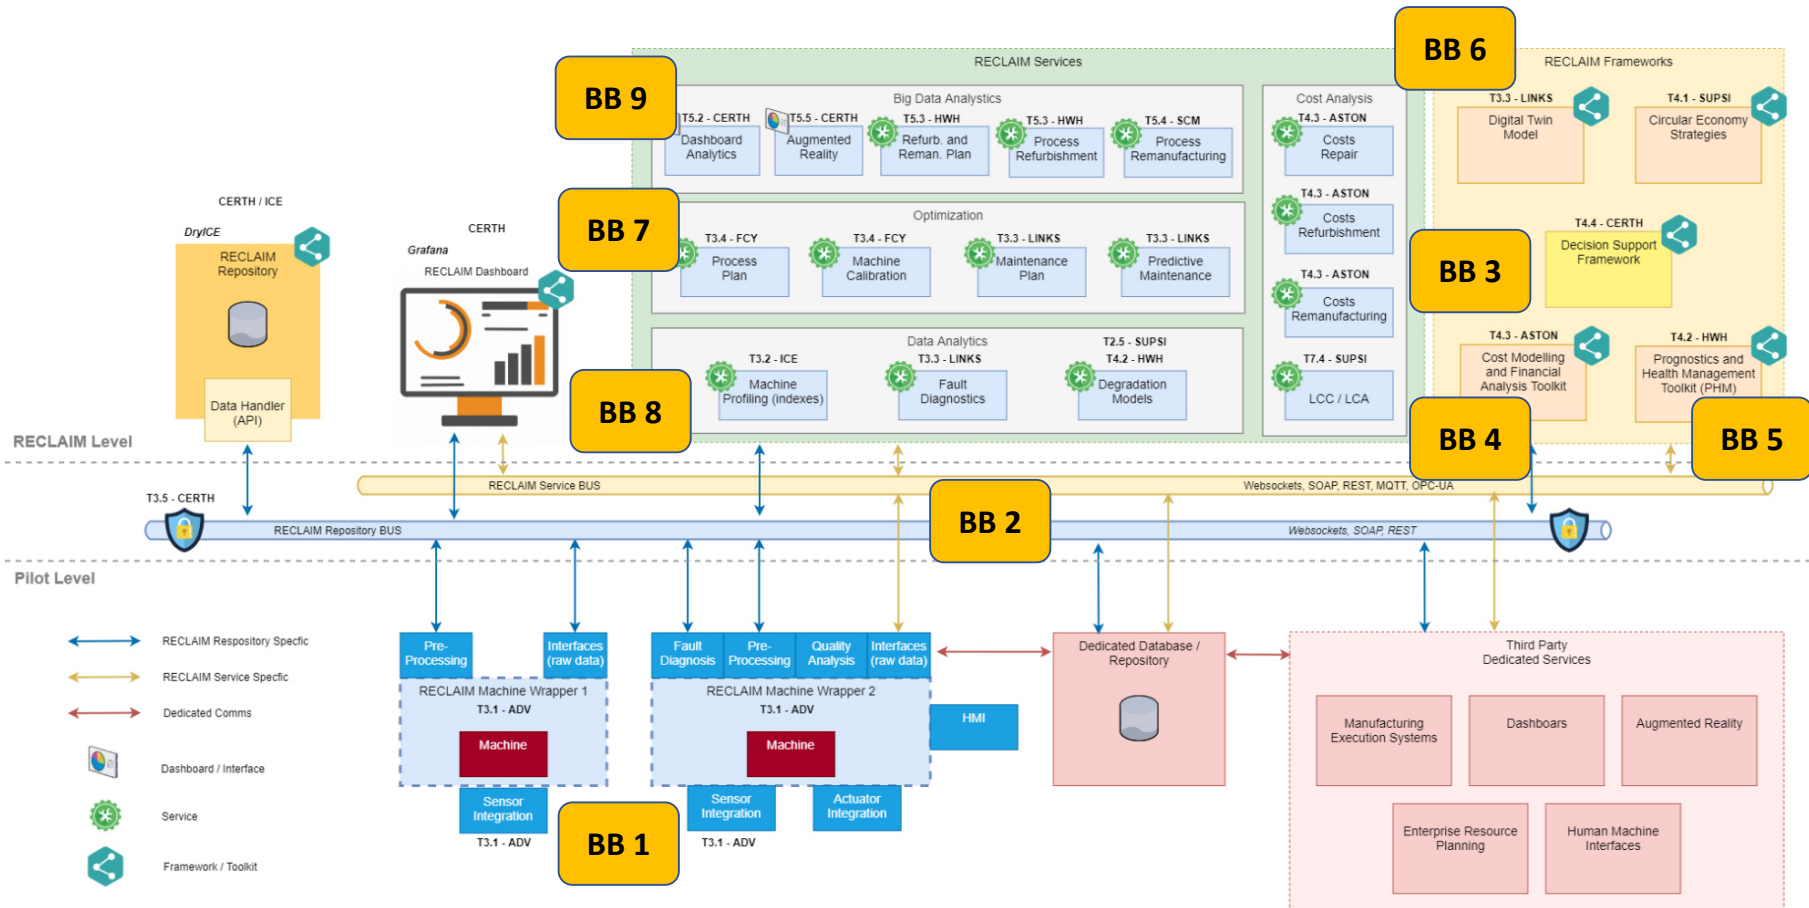 BB 6
RECLAIM Services
RECLAIM Frameworks
BB 9
Big Data Analystics
T5.2 - CERTH
Dashboard
Analytics
T5.5 - CERTH
Augmented
Reality
T5.3 - HWH
Refurb. and
Reman. Plan
T5.3 - HWH
Process
Refurbishment
T5.4 - SCM
Process
Remanufacturing
Cost Analysis
T4.3 - ASTON
Costs
Repair
T4.3 - ASTON
Costs
Refurbishment
T4.3 - ASTON
Costs
Remanufacturing
T7.4 - SUPSI
LCC / LCA
T3.3 - LINKS
Digital Twin
Model
T4.1 - SUPSI
Circular Economy
Strategies
T4.4 - CERTH
Decision Support
Framework
BB 3
T4.3 - ASTON
Cost Modelling
and Financial
Analysis Toolkit
T4.2 - HWH
Prognostics and
Health Management
Toolkit (PHM)
BB 4
BB 5
CERTH / ICE
DryICE
RECLAIM
Repository
Data Handler
(API)
CERTH
Grafana
RECLAIM Dashboard
BB 7
Optimization
T3.4 - FCY
Process
Plan
T3.4 - FCY
Machine
Calibration
T3.3 - LINKS
Maintenance
Plan
T3.3 - LINKS
Predictive
Maintenance
BB 8
Data Analytics
T3.2 - ICE
Machine
Profiling (indexes)
T3.3 - LINKS
Fault
Diagnostics
T2.5 - SUPSI
T4.2 - HWH
Degradation
Models
RECLAIM Level
RECLAIM Service BUS
Websockets, SOAP, REST, MQTT, OPC-UA
T3.5 - CERTH
RECLAIM Repository BUS
BB 2
Websockets, SOAP, REST
Pilot Level
RECLAIM Respository Specfic
RECLAIM Service Specfic
Dedicated Comms
Dashboard / Interface
Service
Framework / Toolkit
Pre-
Processing
Interfaces
(raw data)
RECLAIM Machine Wrapper 1
T3.1 - ADV
Machine
Sensor
Integration
T3.1 - ADV
BB 1
Fault
Diagnosis
Pre-
Processing
Quality
Analysis
Interfaces
(raw data)
RECLAIM Machine Wrapper 2
T3.1 - ADV
Machine
HMI
Sensor
Integration
T3.1 - ADV
Actuator
Integration
Dedicated Database /
Repository
Third Party
Dedicated Services
Manufacturing
Execution Systems
Dashboars
Augmented Reality
Enterprise Resource
Planning
Human Machine
Interfaces